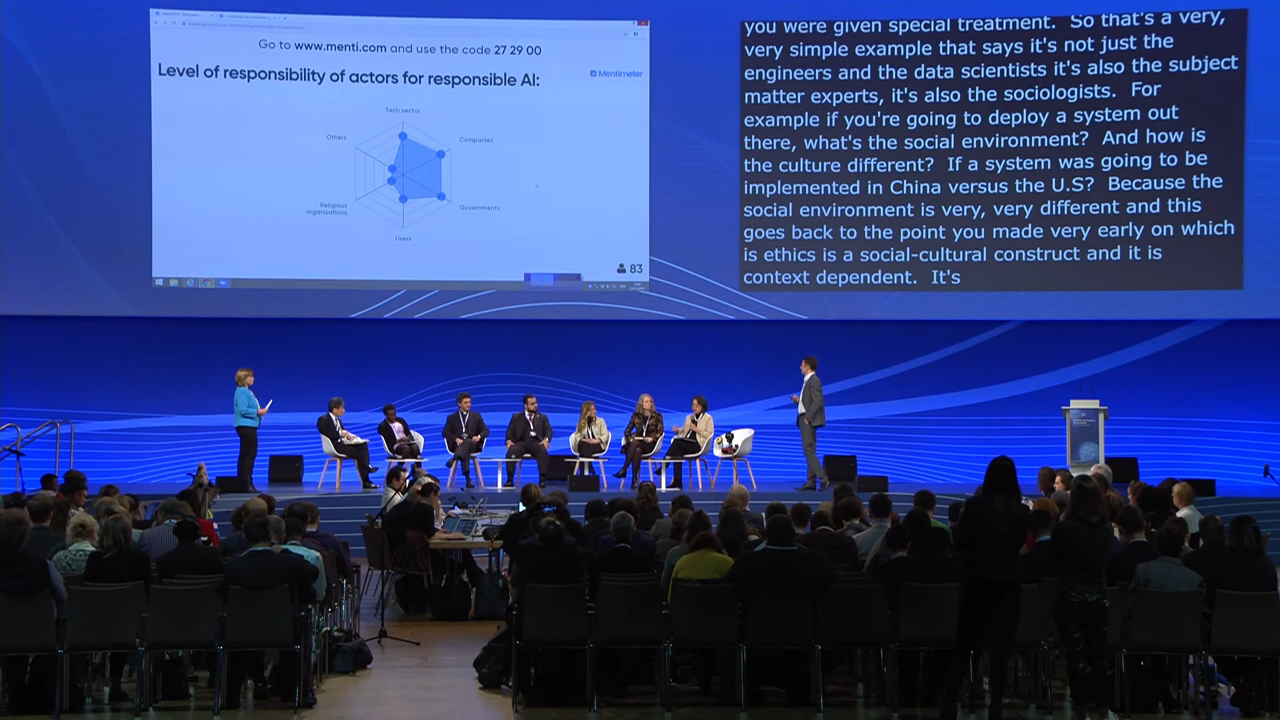 Go to www.menti.com and use the code 27 29 00
Level of responsibility of actors for responsible AI:
Mentimeter
Tech sector
Others
Companies
Religious
organisations
Governments
Users
83
you were given special treatment. So that's a very,
very simple example that says it's not just the
engineers and the data scientists it's also the subject
matter experts, it's also the sociologists. For
example if you're going to deploy a system out
there, what's the social environment? And how is
the culture different? If a system was going to be
implemented in China versus the U.S? Because the
social environment is very, very different and this
goes back to the point you made very early on which
is ethics is a social-cultural construct and it is
context dependent. It's